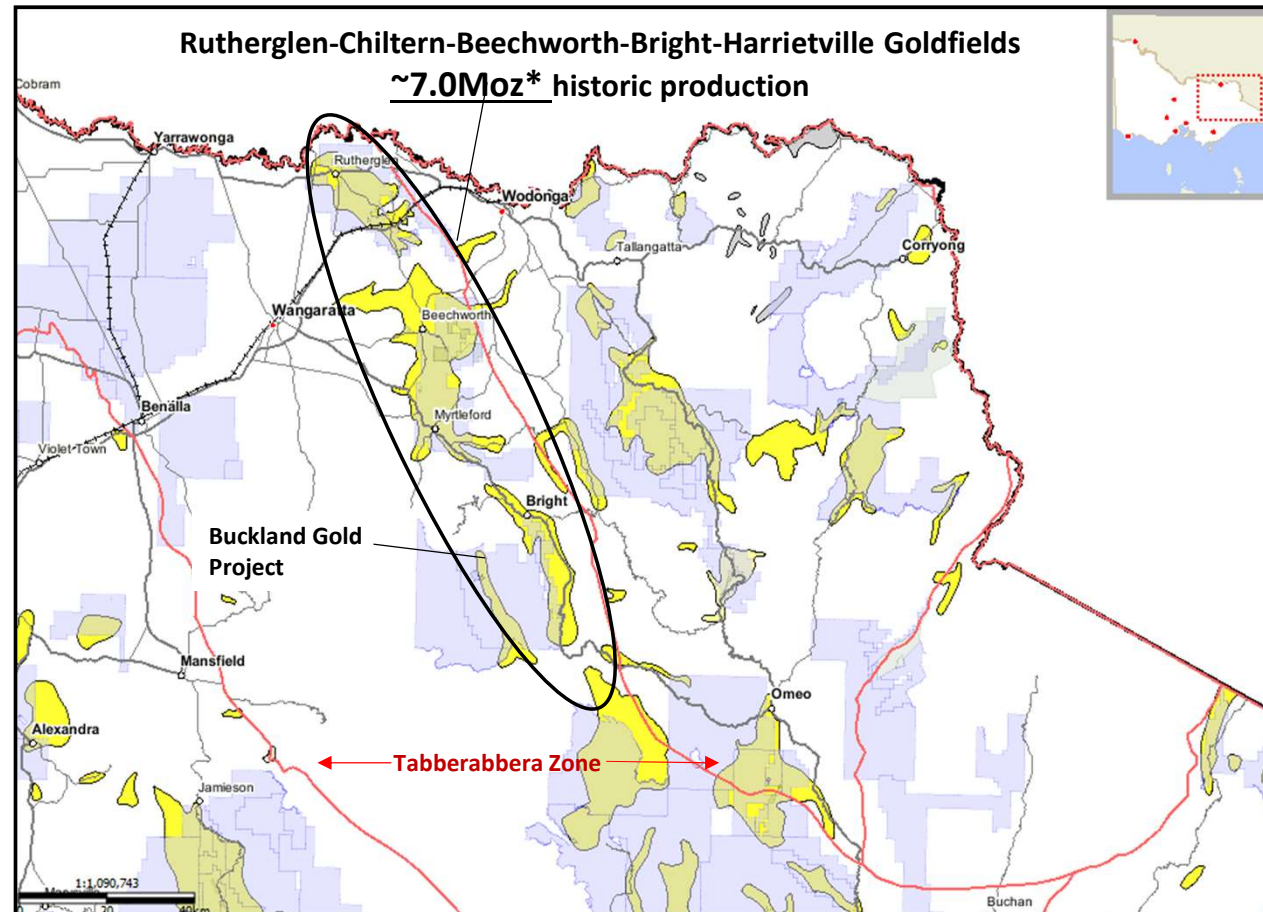 Rutherglen-Chiltern-Beechworth-Bright-Harrietville Goldfields
~7.0Moz* historic production
Cobram
Yarrawonga
Rutherglen
Wodonga
Tallangatta
Corryong
Wangaratta
Beechworth
Benalla
Myrtleford
Violet Town
Bright
Buckland Gold
Project
Mansfield
Omeo
Alexandra
Tabberabbera Zone
Jamieson
1:1,090,743
0 20 40km
Buchan